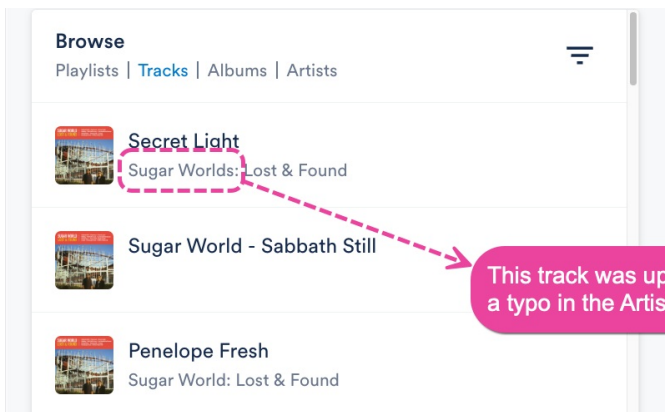 Browse
Playlists | Tracks | Albums | Artists
Secret Light
Sugar Worlds: Lost & Found
Sugar World - Sabbath Still
This track was up
a typo in the Artis
Penelope Fresh
Sugar World: Lost & Found